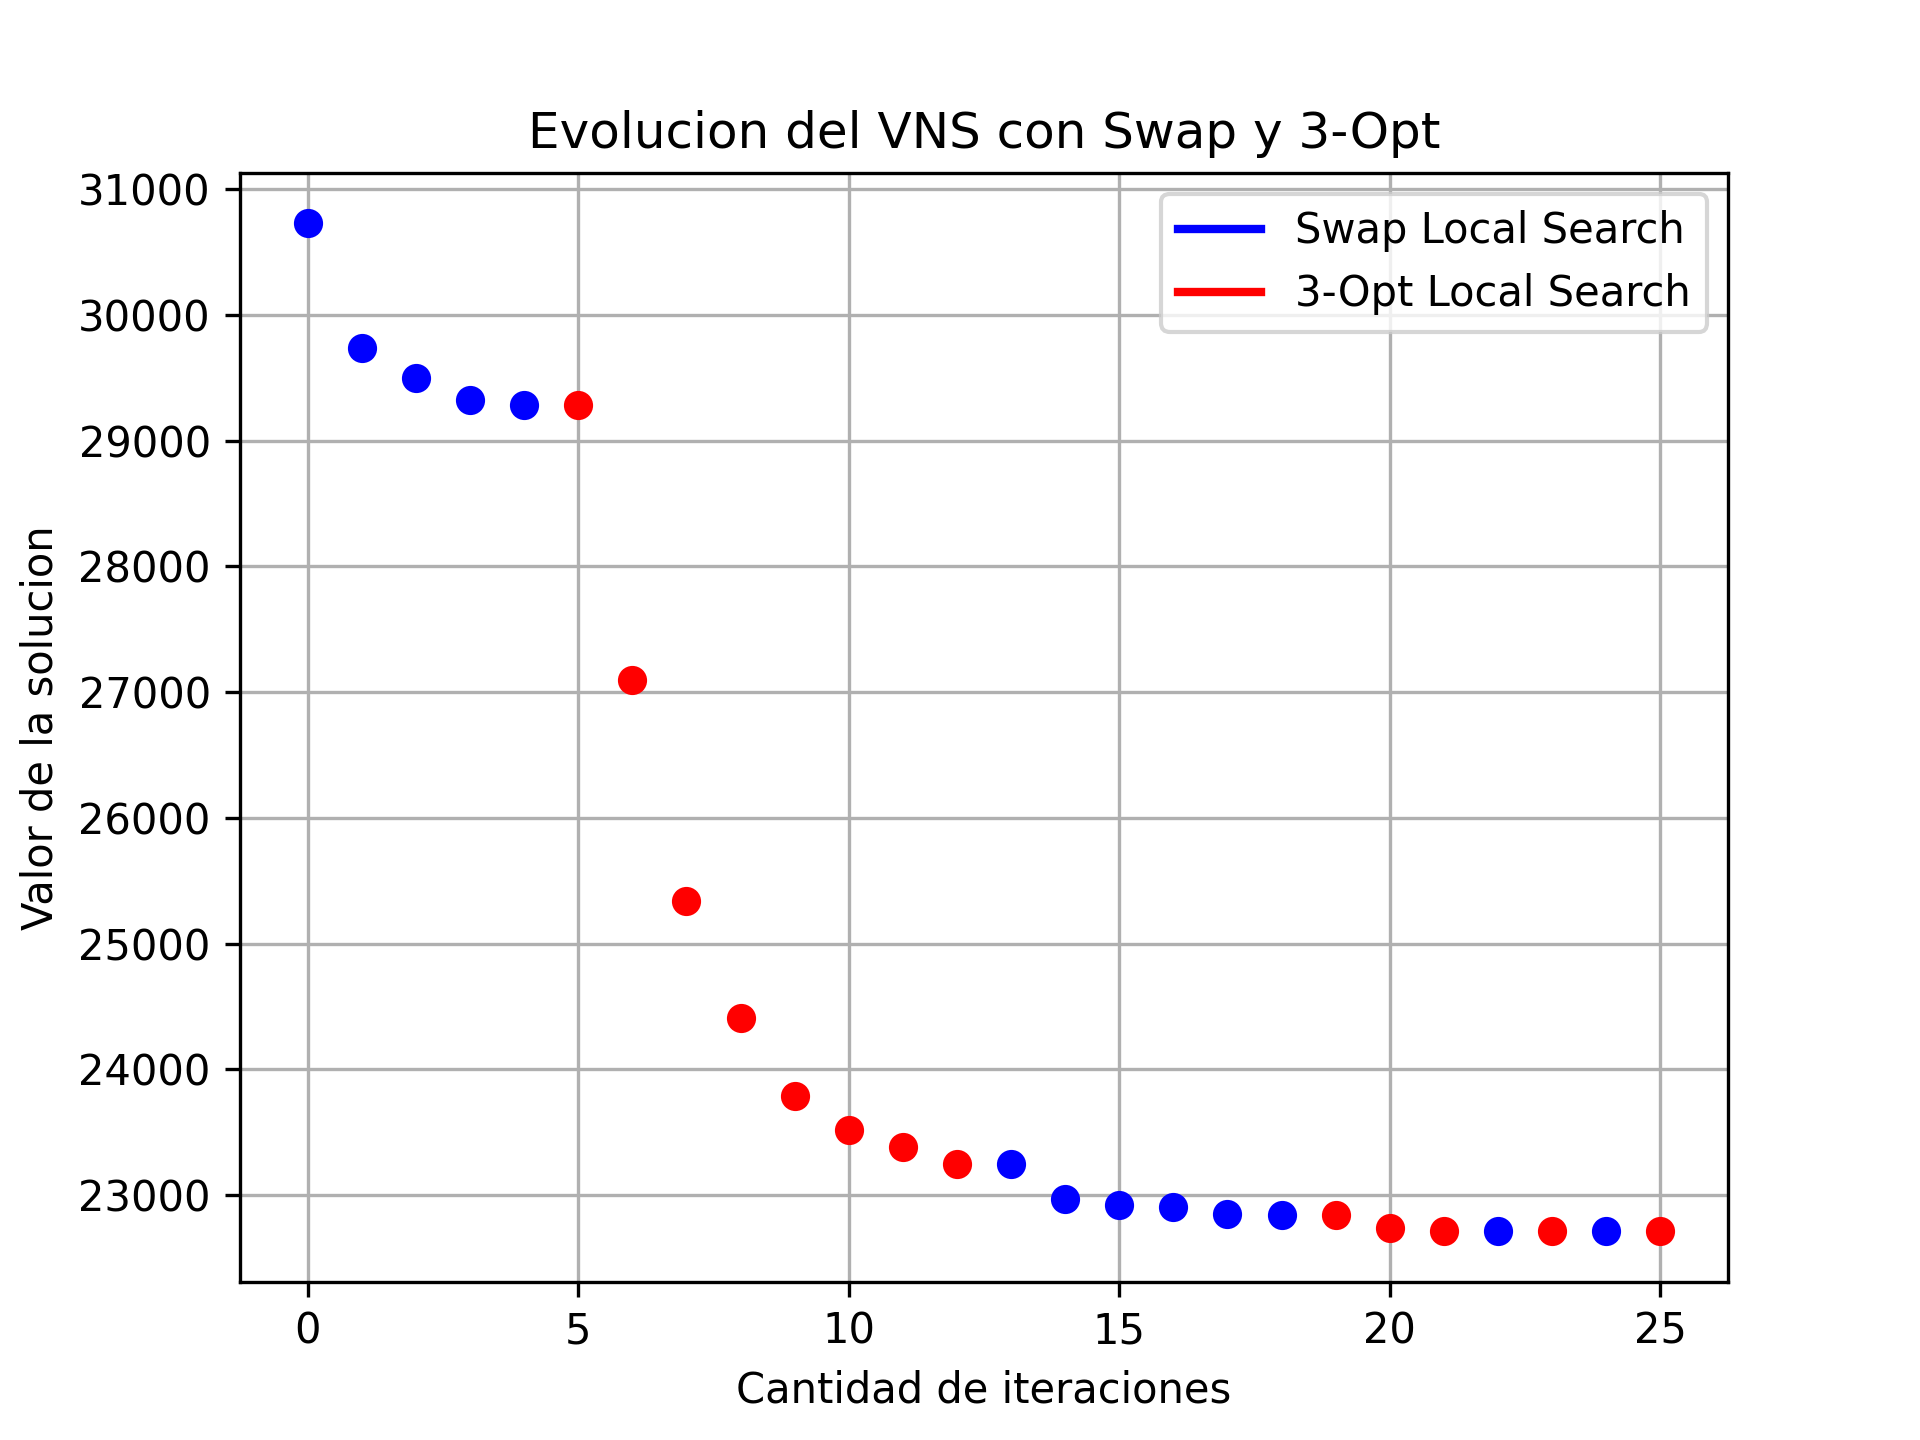 Evolucion del VNS con Swap y 3-Opt
Swap Local Search
3-Opt Local Search
Valor de la solucion
31000
30000
29000
28000
27000
26000
25000
24000
23000
0 5 10 15 20 25
Cantidad de iteraciones